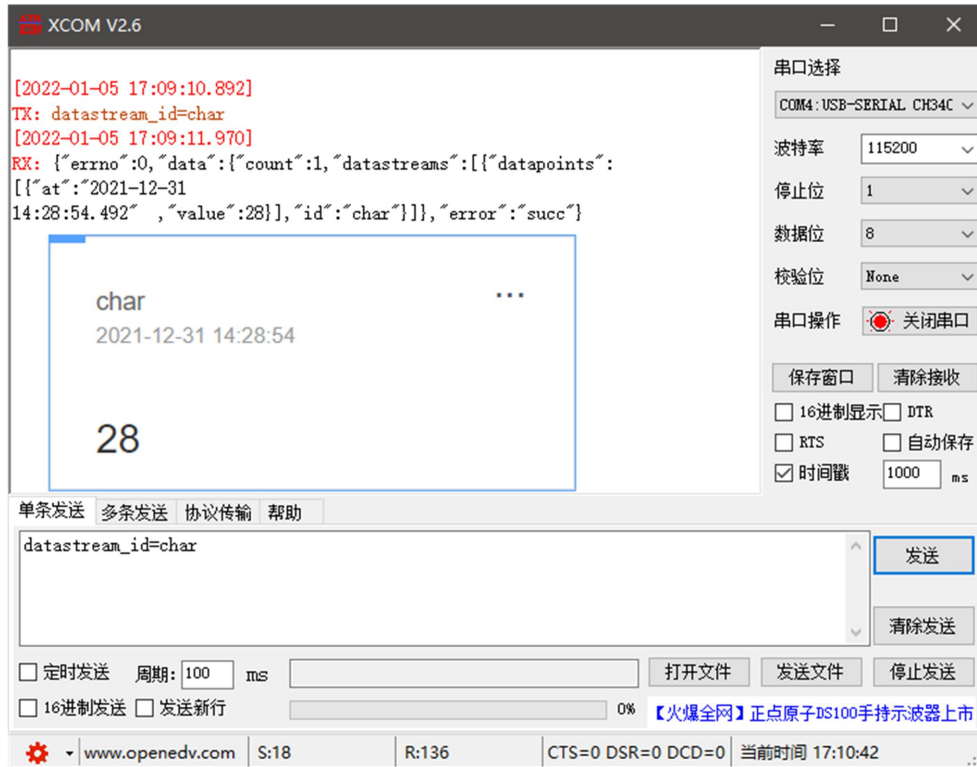 XCOM V2.6
[2022-01-05 17:09:10.892]
TX: datastream_id=char
[2022-01-05 17:09:11.970]
RX: {"errno":0,"data":{"count":1,"datastreams":[{"datapoints":
[{"at":"2021-12-31
14:28:54.492" ,"value":28}],"id":"char"}]},"error":"succ"}
char
...
2021-12-31 14:28:54
28
串口选择
COM4:USB-SERIAL CH34C
波特率 115200
停止位 1
数据位 8
校验位 None
串口操作 关闭串口
保存窗口 清除接收
16进制显示 DTR
RTS 自动保存
时间戳 1000 ms
单条发送 多条发送 协议传输 帮助
datastream_id=char
发送
清除发送
定时发送 周期: 100 ms 打开文件 发送文件 停止发送
16进制发送 发送新行 0% 【火爆全网】正点原子DS100手持示波器上市
www.openedv.com S:18 R:136 CTS=0 DSR=0 DCD=0 当前时间 17:10:42